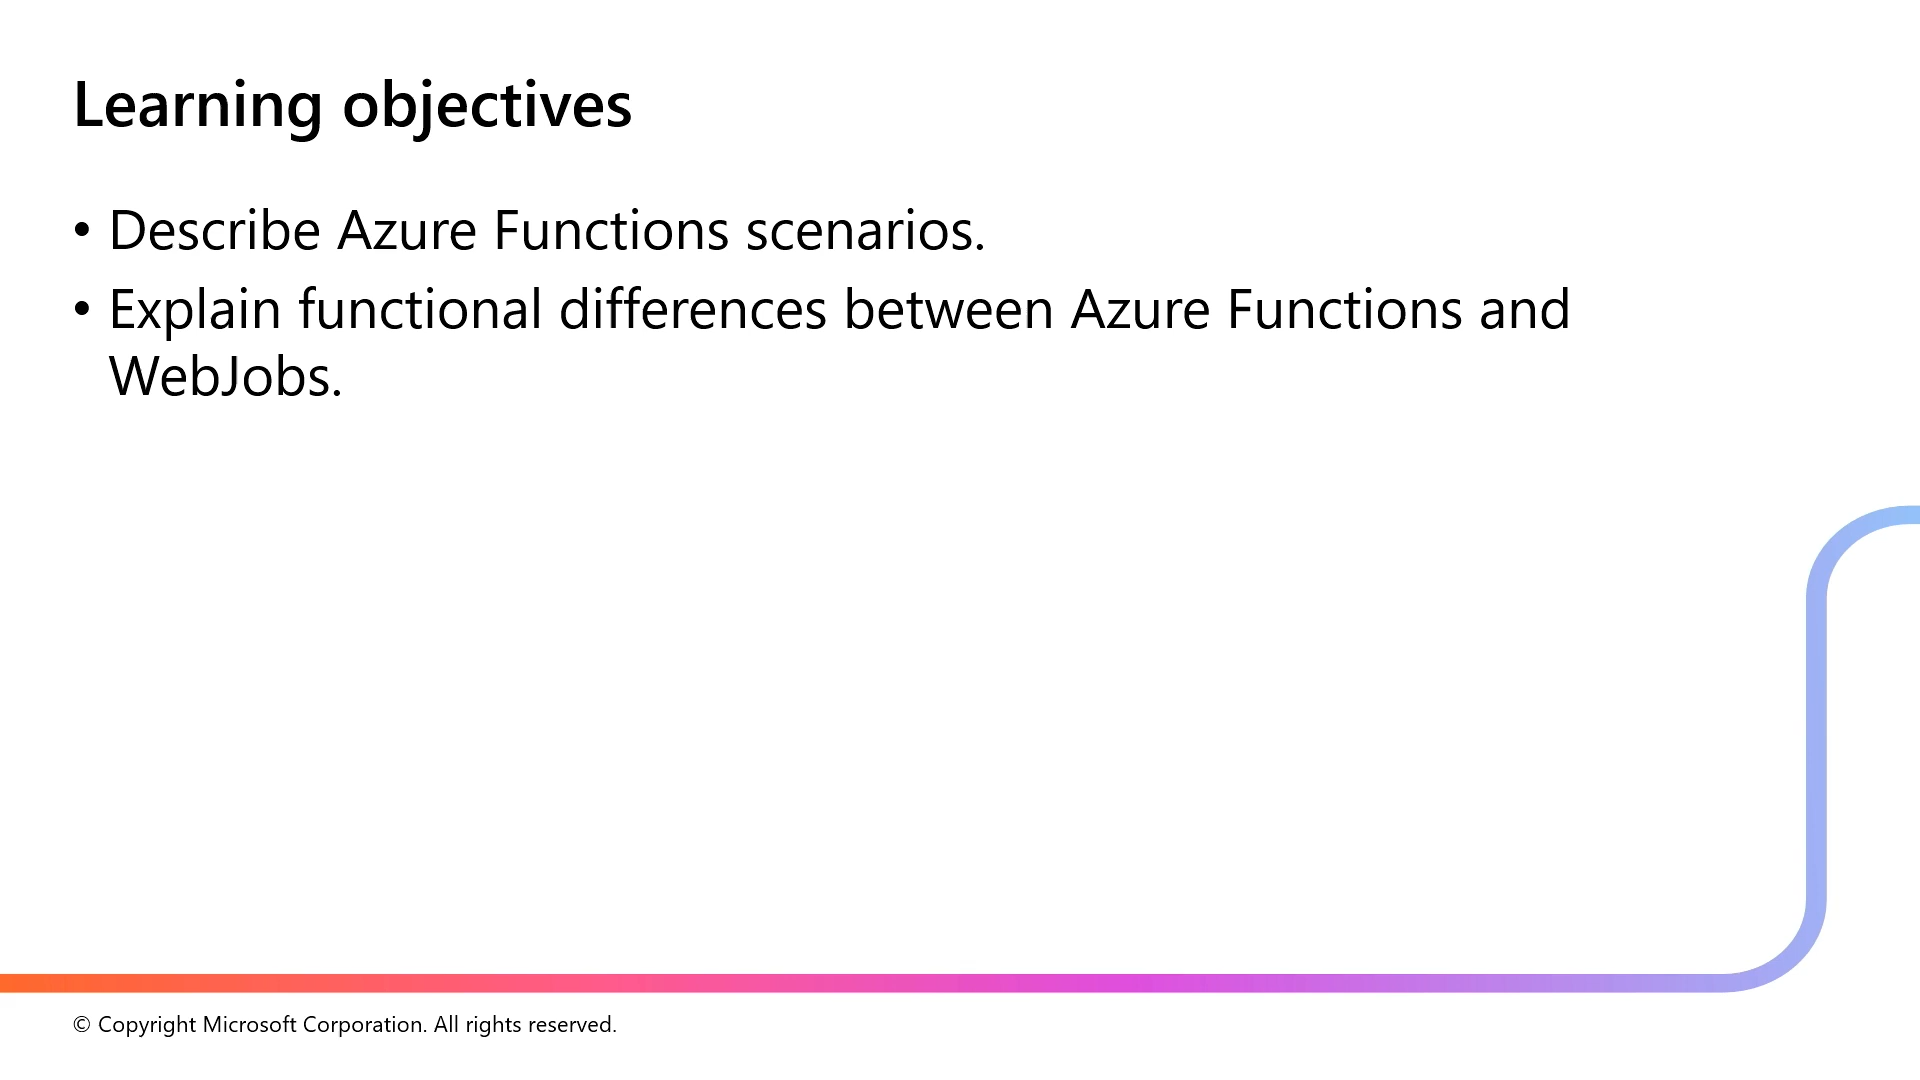 Learning objectives
• Describe Azure Functions scenarios.
• Explain functional differences between Azure Functions and
WebJobs.
© Copyright Microsoft Corporation. All rights reserved.